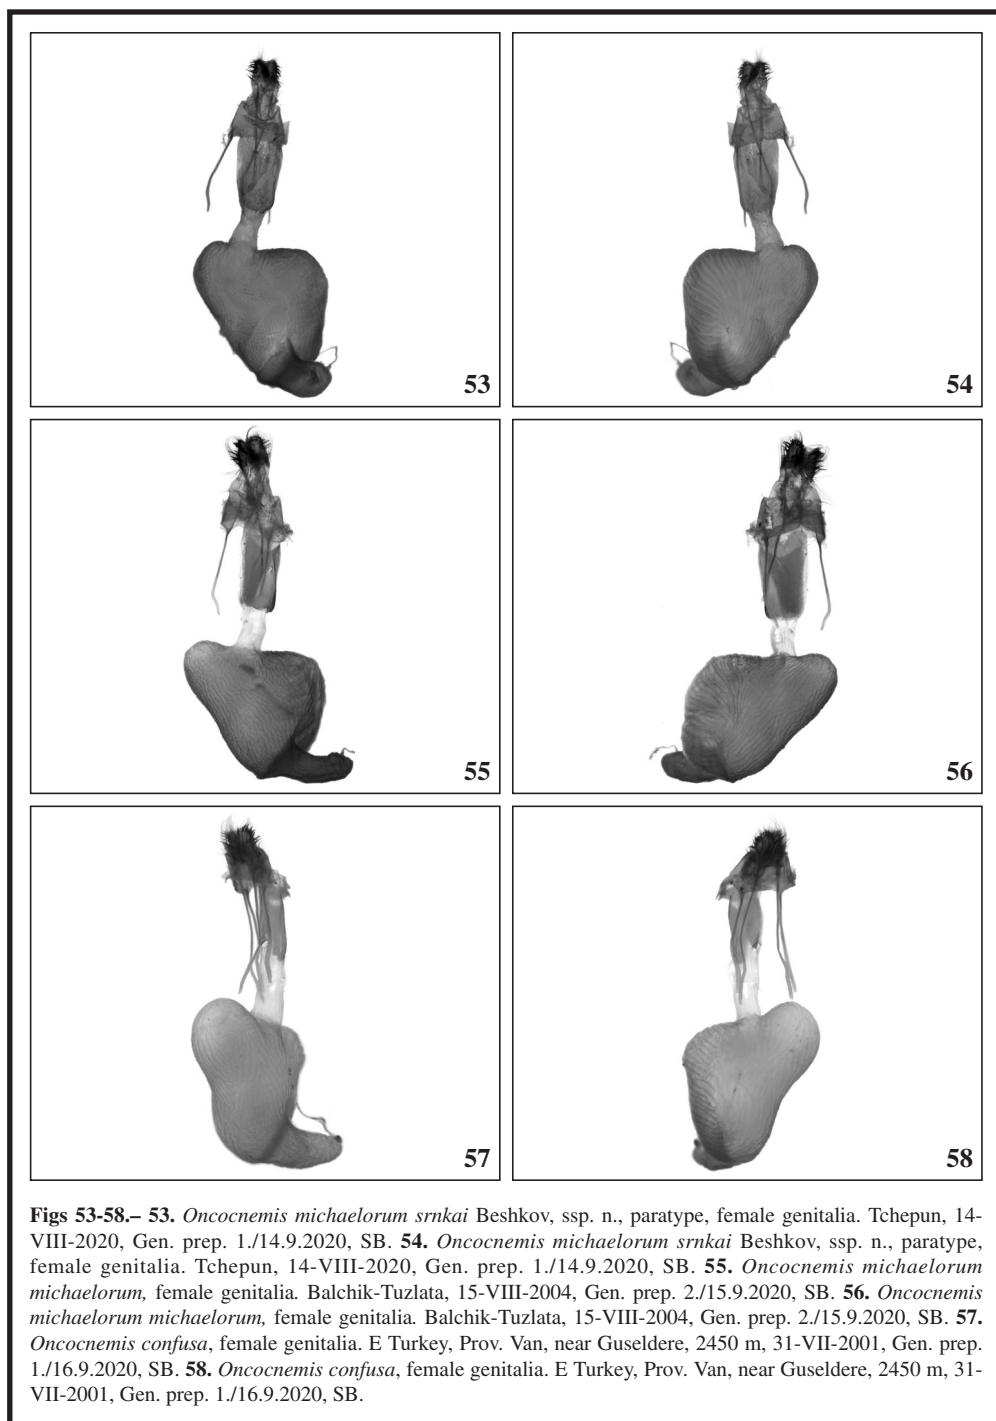 53
54
55
56
57
58
Figs 53-58.– 53. Oncocnemis michaelorum srnkai Beshkov, ssp. n., paratype, female genitalia. Tchepun, 14-
VIII-2020, Gen. prep. 1./14.9.2020, SB. 54. Oncocnemis michaelorum srnkai Beshkov, ssp. n., paratype,
female genitalia. Tchepun, 14-VIII-2020, Gen. prep. 1./14.9.2020, SB. 55. Oncocnemis michaelorum
michaelorum, female genitalia. Balchik-Tuzlata, 15-VIII-2004, Gen. prep. 2./15.9.2020, SB. 56. Oncocnemis
michaelorum michaelorum, female genitalia. Balchik-Tuzlata, 15-VIII-2004, Gen. prep. 2./15.9.2020, SB. 57.
Oncocnemis confusa, female genitalia. E Turkey, Prov. Van, near Guseldere, 2450 m, 31-VII-2001, Gen. prep.
1./16.9.2020, SB. 58. Oncocnemis confusa, female genitalia. E Turkey, Prov. Van, near Guseldere, 2450 m, 31-
VII-2001, Gen. prep. 1./16.9.2020, SB.